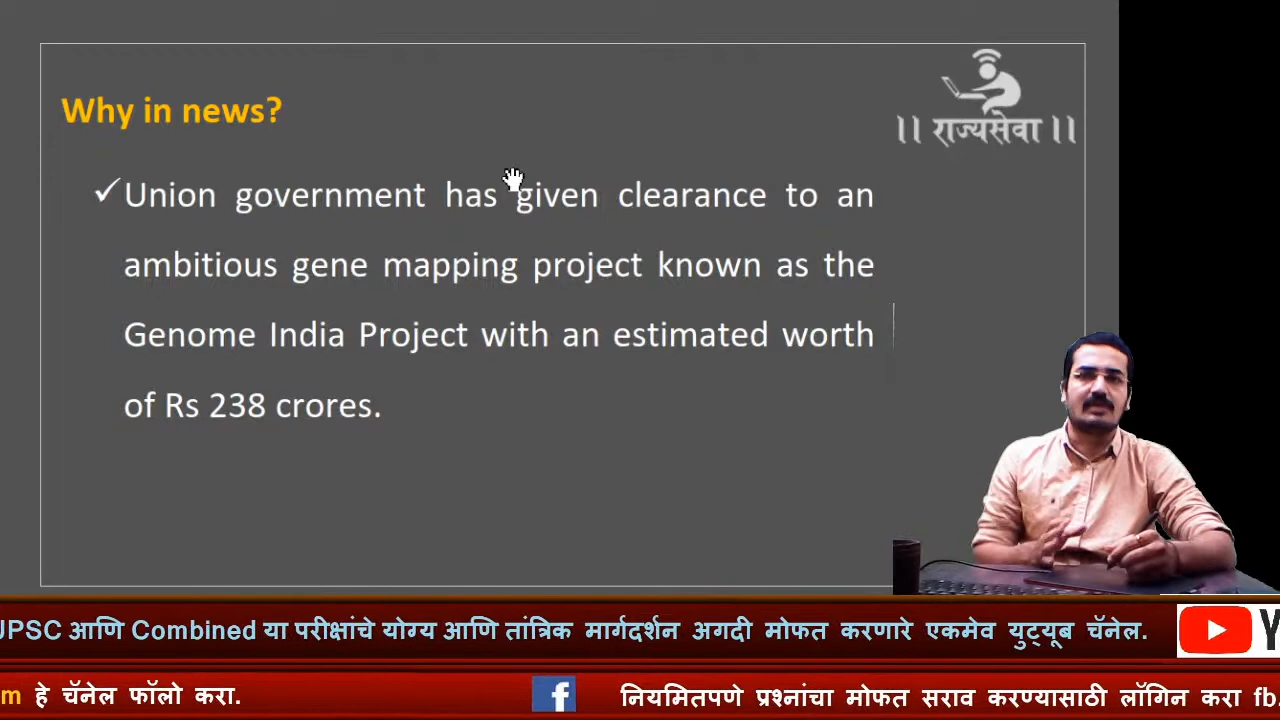 Why in news?
।। राज्यसेवा ।।
✓Union government has given clearance to an
ambitious gene mapping project known as the
Genome India Project with an estimated worth
of Rs 238 crores.
UPSC आणि Combined या परीक्षांचे योग्य आणि तांत्रिक मार्गदर्शन अगदी मोफत करणारे एकमेव युट्यूब चॅनेल.
m हे चॅनेल फॉलो करा.
नियमितपणे प्रश्नांचा मोफत सराव करण्यासाठी लॉगिन करा fb.